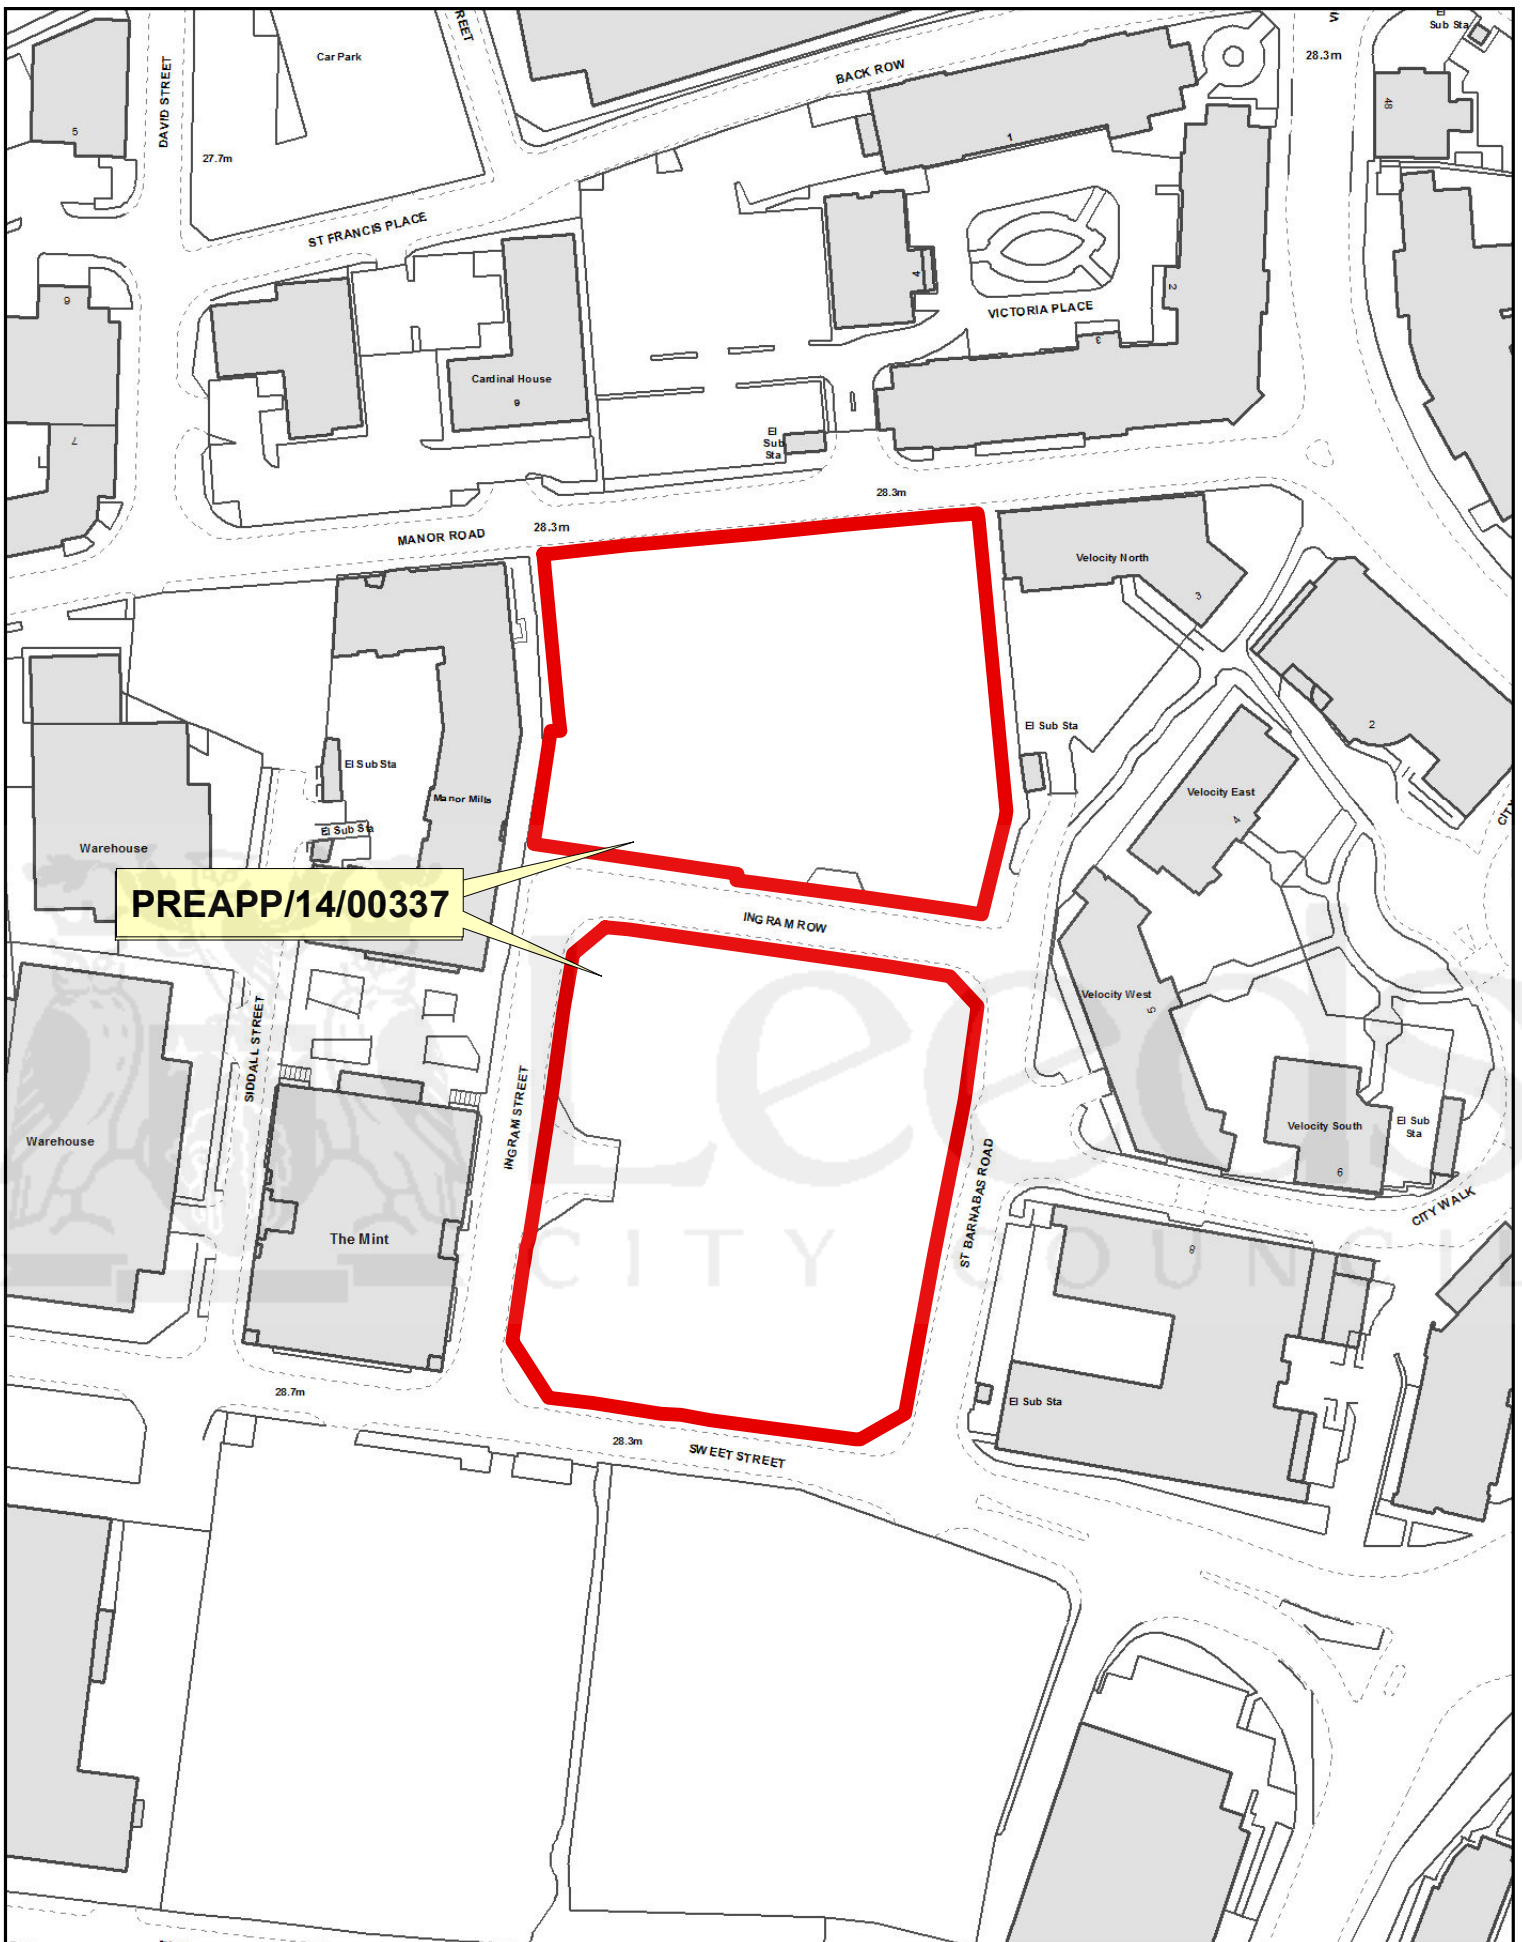 El
Sub Sta
REET
Car Park
28.3m
DAVID STREET
BACK ROW
48
5
1
27.7m
ST FRANCIS PLACE
4
2
6
VICTORIA PLACE
3
Cardinal House
9
7
El
Sub
Sta
28.3m
28.3m
MANOR ROAD
Velocity North
3
El Sub Sta
2
El Sub Sta
Velocity East
Manor Mills
4
CITY
El Sub Sta
Warehouse
PREAPP/14/00337
INGRAM ROW
Velocity West
5
SIDDALL STREET
INGRAM STREET
Leeds
Velocity South
El Sub
Sta
Warehouse
6
ST BARNABAS ROAD
CITY WALK
The Mint
8
CITY COUNCIL
28.7m
El Sub Sta
28.3m
SWEET STREET